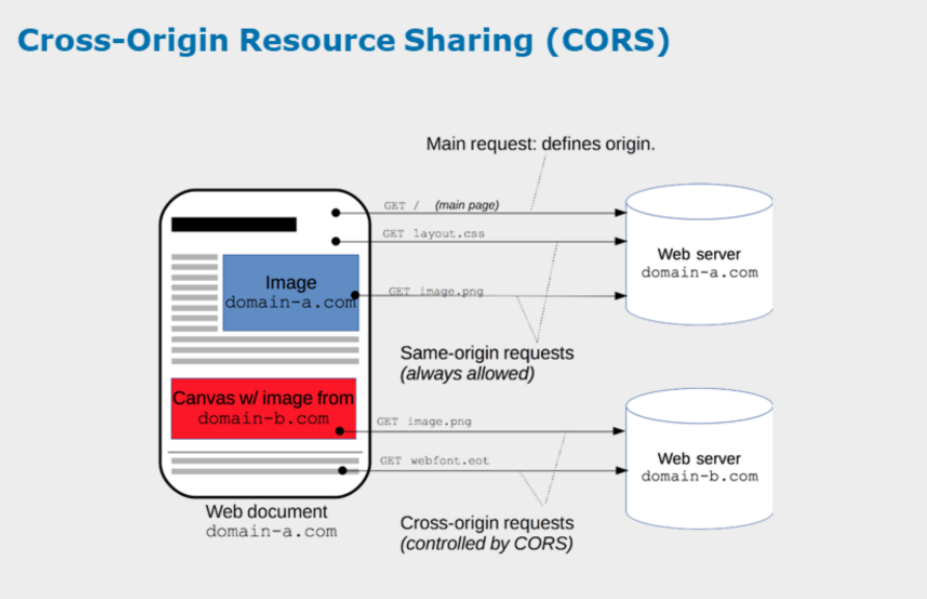 Cross-Origin Resource Sharing (CORS)
Main request: defines origin.
GET / (main page)
GET layout.css
Image
domain-a.com
GET image.png
Web server
domain-a.com
Same-origin requests
(always allowed)
Canvas w/ image from
domain-b.com
GET image.png
GET webfont.eot
Web server
domain-b.com
Web document
domain-a.com
Cross-origin requests
(controlled by CORS)